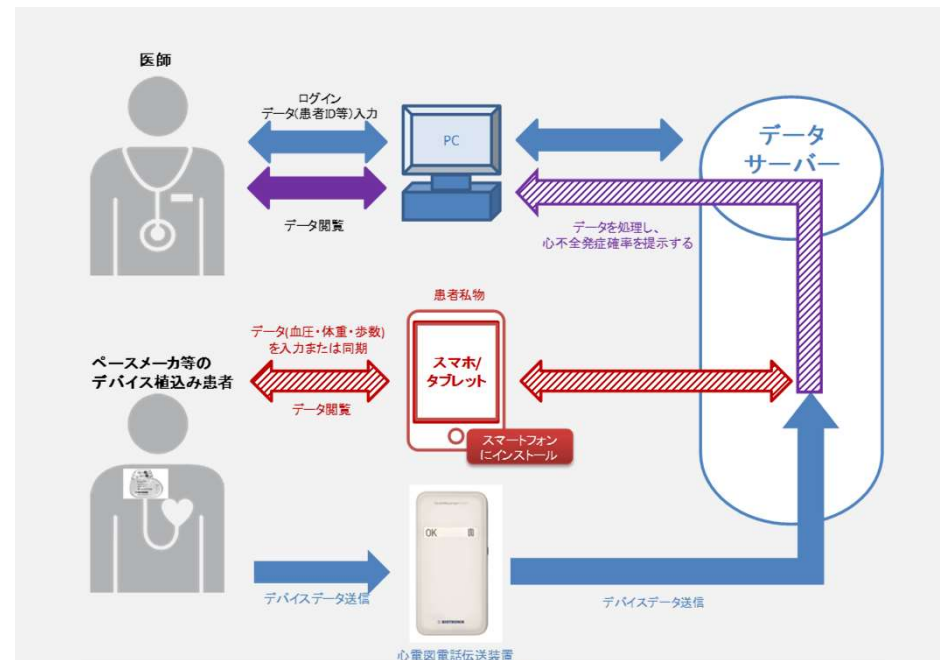 医師
ログイン
データ(患者ID等)入力
PC
データ
サーバー
データ閲覧
データを処理し、
心不全発症確率を提示する
患者私物
データ(血圧・体重・歩数)
を入力または同期
スマホ/
タブレット
ペースメーカ等の
デバイス植込み患者
データ閲覧
スマートフォン
にインストール
OK
デバイスデータ送信
BIOTRONIK
デバイスデータ送信
心電図電話伝送装置